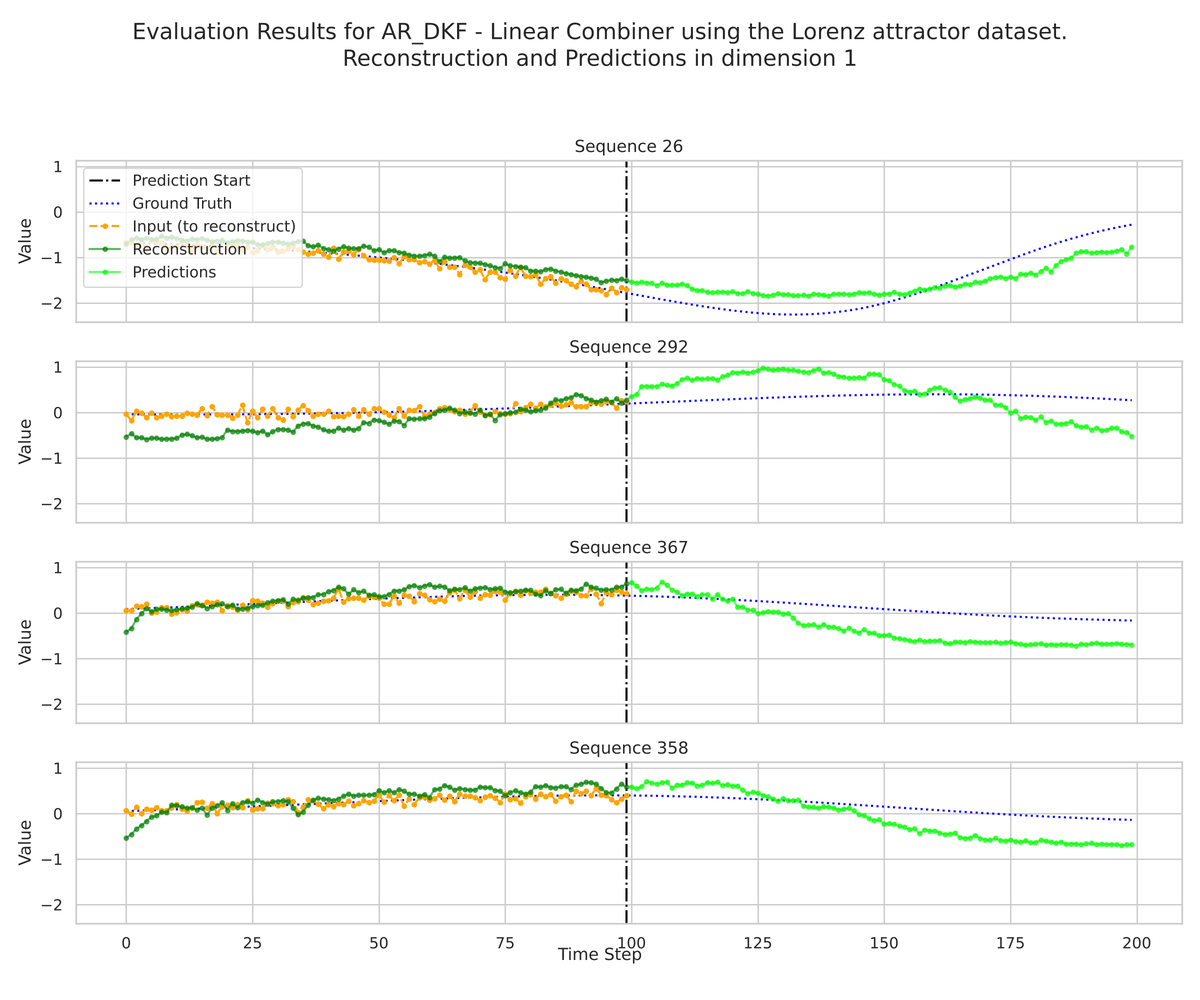 Evaluation Results for AR_DKF - Linear Combiner using the Lorenz attractor dataset.
Reconstruction and Predictions in dimension 1
Sequence 26
Value
1
0
−1
−2
Prediction Start
Ground Truth
Input (to reconstruct)
Reconstruction
Predictions
Sequence 292
Value
1
0
−1
−2
Sequence 367
Value
1
0
−1
−2
Sequence 358
Value
1
0
−1
−2
0 25 50 75 100 125 150 175 200
Time Step